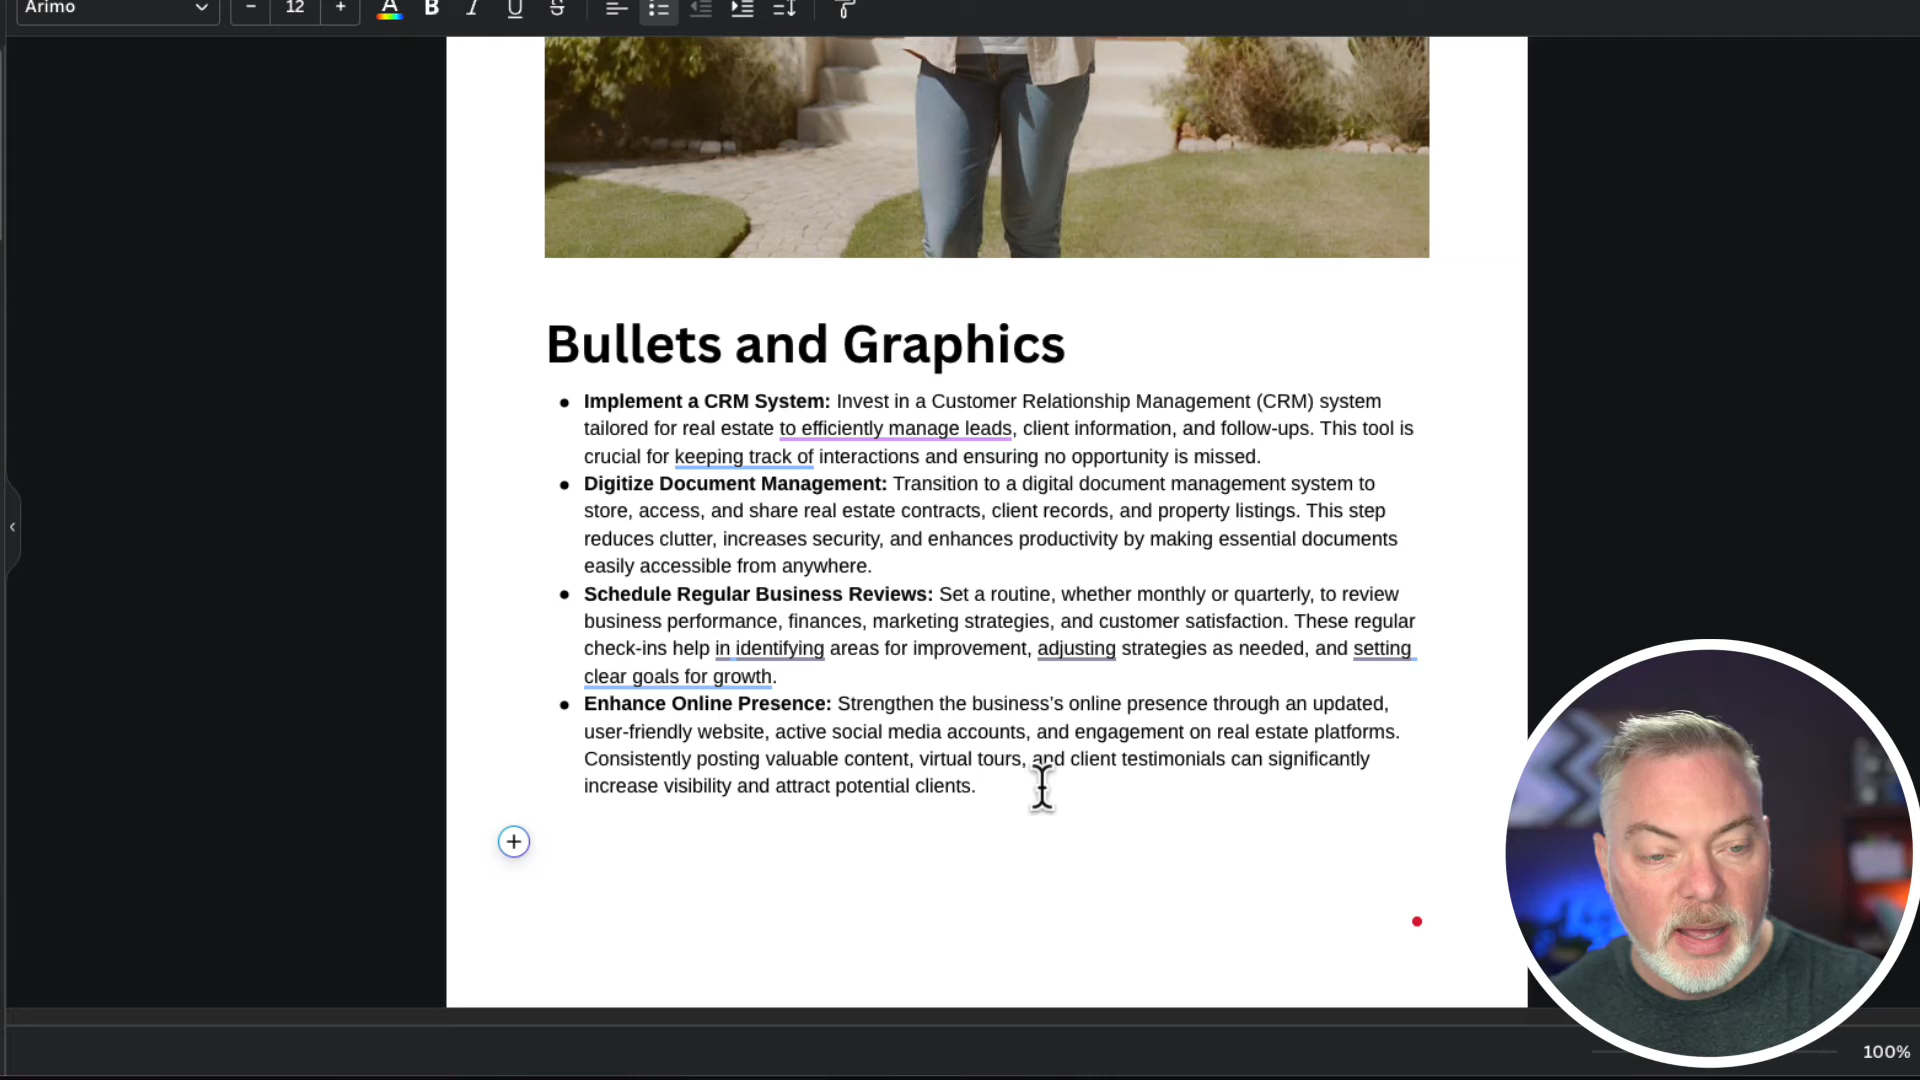 Arimo
− 12 + A B I U S
Bullets and Graphics
● Implement a CRM System: Invest in a Customer Relationship Management (CRM) system
tailored for real estate to efficiently manage leads, client information, and follow-ups. This tool is
crucial for keeping track of interactions and ensuring no opportunity is missed.
● Digitize Document Management: Transition to a digital document management system to
store, access, and share real estate contracts, client records, and property listings. This step
reduces clutter, increases security, and enhances productivity by making essential documents
easily accessible from anywhere.
● Schedule Regular Business Reviews: Set a routine, whether monthly or quarterly, to review
business performance, finances, marketing strategies, and customer satisfaction. These regular
check-ins help in identifying areas for improvement, adjusting strategies as needed, and setting
clear goals for growth.
● Enhance Online Presence: Strengthen the business's online presence through an updated,
user-friendly website, active social media accounts, and engagement on real estate platforms.
Consistently posting valuable content, virtual tours, and client testimonials can significantly
increase visibility and attract potential clients.
100%